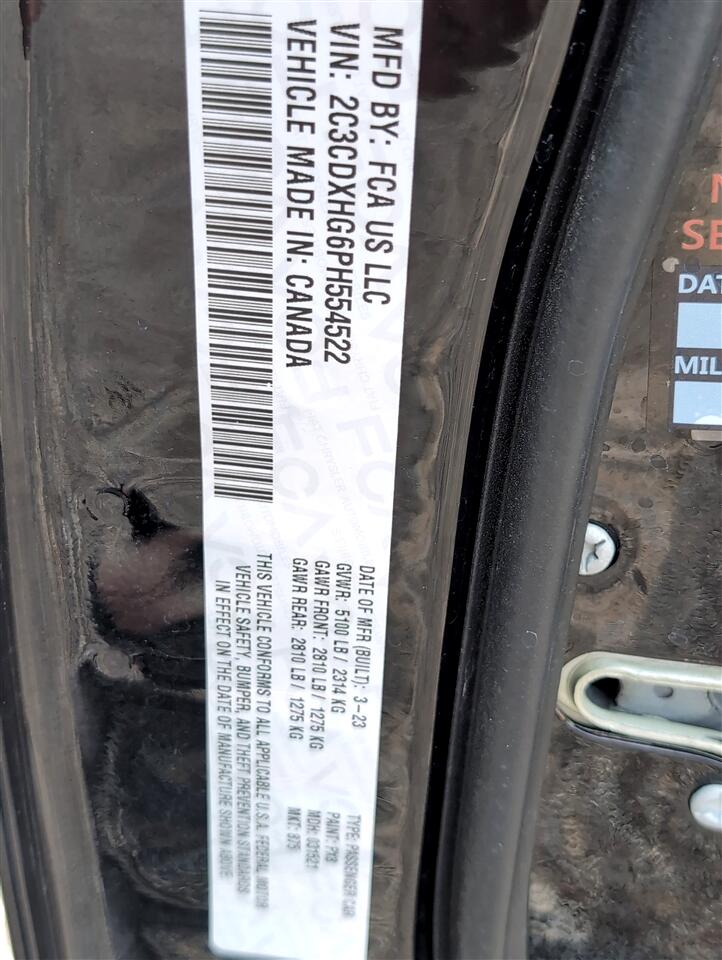 MFD BY: FCA US LLC
VIN: 2C3CDXHG6PH554522
VEHICLE MADE IN: CANADA
DATE OF MFR (BUILT): 3-23
GVWR: 5100 LB / 2314 KG
GAWR FRONT: 2810 LB / 1275 KG
GAWR REAR: 2810 LB / 1275 KG
THIS VEHICLE CONFORMS TO ALL APPLICABLE U.S.A. FEDERAL MOTOR
VEHICLE SAFETY, BUMPER, AND THEFT PREVENTION STANDARDS
IN EFFECT ON THE DATE OF MANUFACTURE SHOWN ABOVE:
TYPE: PASSENGER CAR
PAINT: PX8
MDH: 031521
MKT: 875
SE
DAT
MIL